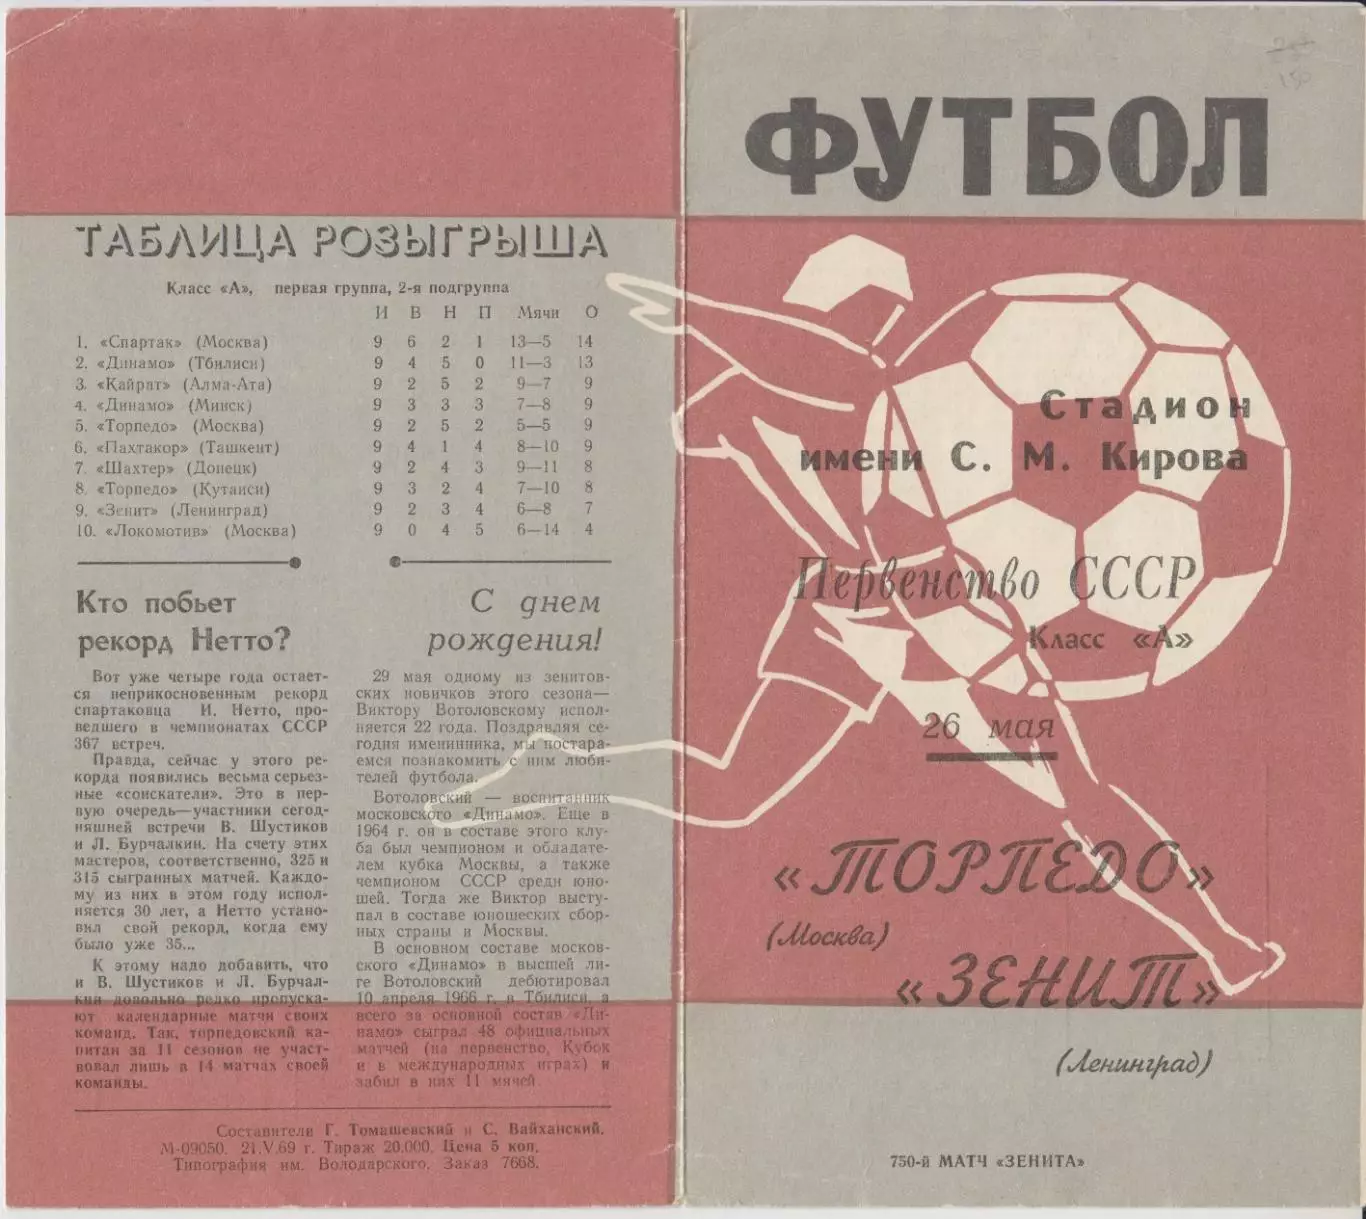 ТАБЛИЦА РОЗЫГРЫША
Класс «А», первая группа, 2-я подгруппа
И В Н П Мячи О
1. «Спартак» (Москва) 9 6 2 1 13—5 14
2. «Динамо» (Тбилиси) 9 4 5 0 11—3 13
3. «Қайрат» (Алма-Ата) 9 2 5 2 9—7 9
4. «Динамо» (Минск) 9 3 3 3 7—8 9
5. «Торпедо» (Москва) 9 2 5 2 5—5 9
6. «Пахтакор» (Ташкент) 9 4 1 4 8—10 9
7. «Шахтер» (Донецк) 9 2 4 3 9—11 8
8. «Торпедо» (Кутаиси) 9 3 2 4 7—10 8
9. «Зенит» (Ленинград) 9 2 3 4 6—8 7
10. «Локомотив» (Москва) 9 0 4 5 6—14 4
Кто побьет
рекорд Нетто?
Вот уже четыре года остает-
ся неприкосновенным рекорд
спартаковца И. Нетто, про-
ведшего в чемпионатах СССР
367 встреч.
Правда, сейчас у этого ре-
корда появились весьма серьез-
ные «соискатели». Это в пер-
вую очередь—участники сегод-
няшней встречи В. Шустиков
и Л. Бурчалкин. На счету этих
мастеров, соответственно, 325 и
315 сыгранных матчей. Каждо-
му из них в этом году испол-
няется 30 лет, а Нетто устано-
вил свой рекорд, когда ему
было уже 35...
К этому надо добавить, что
и В. Шустиков и Л. Бурчал-
кин довольно редко пропуска-
ют календарные матчи своих
команд. Так, торпедовский ка-
питан за 11 сезонов не участ-
вовал лишь в 14 матчах своей
команды.
С днем
рождения!
29 мая одному из зенитов-
ских новичков этого сезона—
Виктору Вотоловскому испол-
няется 22 года. Поздравляя се-
годня именинника, мы постара-
емся познакомить с ним люби-
телей футбола.
Вотоловский — воспитанник
московского «Динамо». Еще в
1964 г. он в составе этого клу-
ба был чемпионом и обладате-
лем кубка Москвы, а также
чемпионом СССР среди юно-
шей. Тогда же Виктор высту-
пал в составе юношеских сбор-
ных страны и Москвы.
В основном составе москов-
ского «Динамо» в высшей ли-
ге Вотоловский дебютировал
10 апреля 1966 г. в Тбилиси, а
всего за основной состав «Ди-
намо» сыграл 48 официальных
матчей (на первенство, Кубок
и в международных играх) и
забил в них 11 мячей.
Составители Г. Томашевский и С. Вайханский.
М-09050. 21.V.69 г. Тираж 20.000. Цена 5 коп.
Типография им. Володарского. Заказ 7668.
150
ФУТБОЛ
Стадион
имени С. М. Кирова
Первенство СССР
Класс «А»
26 мая
«ТОРПЕДО»
(Москва)
«ЗЕНИТ»
(Ленинград)
750-й МАТЧ «ЗЕНИТА»